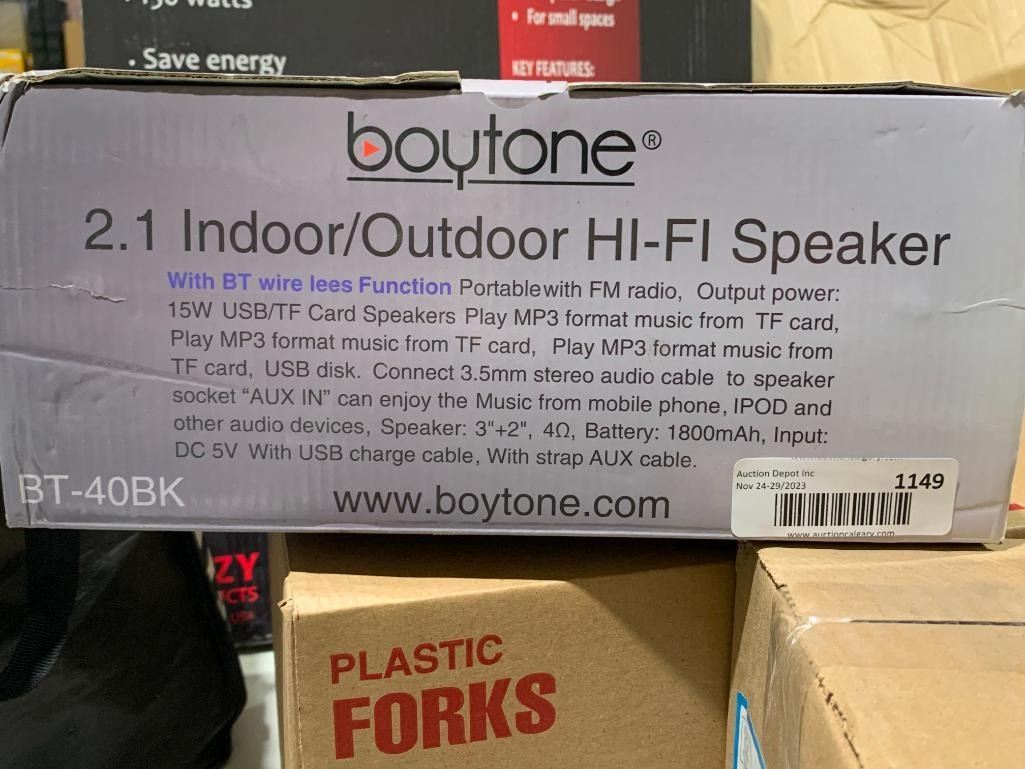 • 150 watts
• Save energy
• For small spaces
KEY FEATURES:
boytone®
2.1 Indoor/Outdoor HI-FI Speaker
With BT wire lees Function Portable with FM radio, Output power:
15W USB/TF Card Speakers Play MP3 format music from TF card,
Play MP3 format music from TF card, Play MP3 format music from
TF card, USB disk. Connect 3.5mm stereo audio cable to speaker
socket “AUX IN” can enjoy the Music from mobile phone, IPOD and
other audio devices, Speaker: 3"+2", 4Ω, Battery: 1800mAh, Input:
DC 5V With USB charge cable, With strap AUX cable.
BT-40BK
www.boytone.com
Auction Depot Inc
Nov 24-29/2023
1149
www.auctioncalgary.com
ZY
CTS
USA
PLASTIC
FORKS